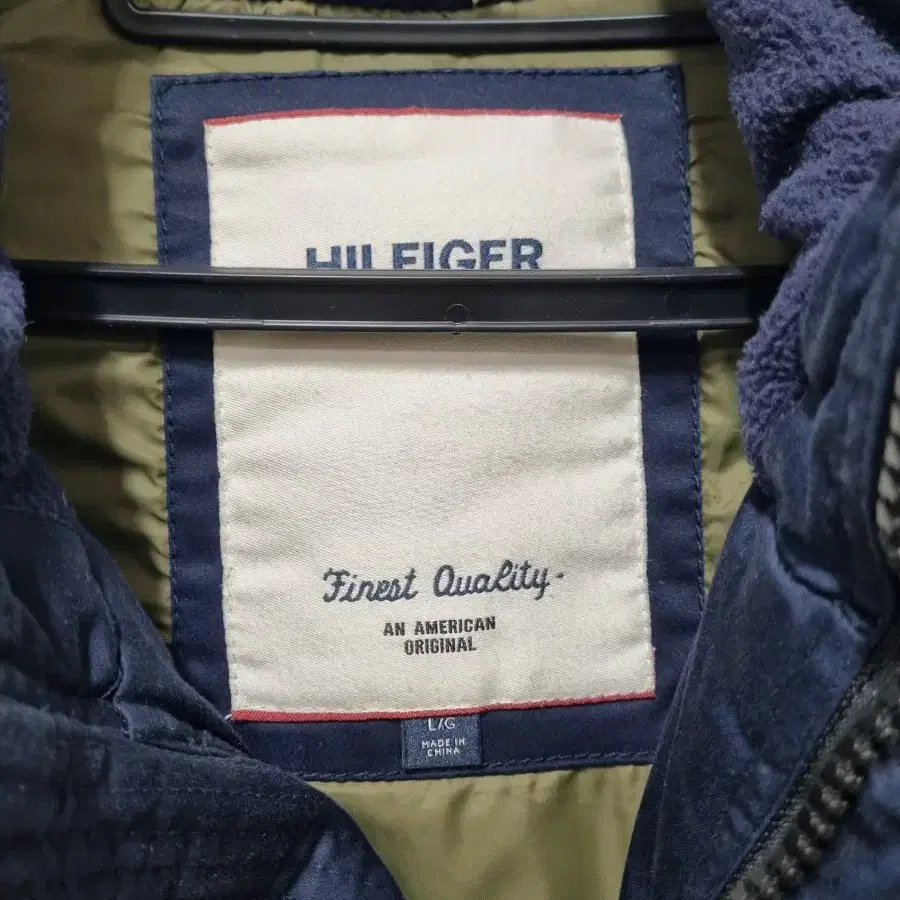 HILFIGER
Finest Quality
AN AMERICAN
ORIGINAL
L/G
MADE IN
CHINA